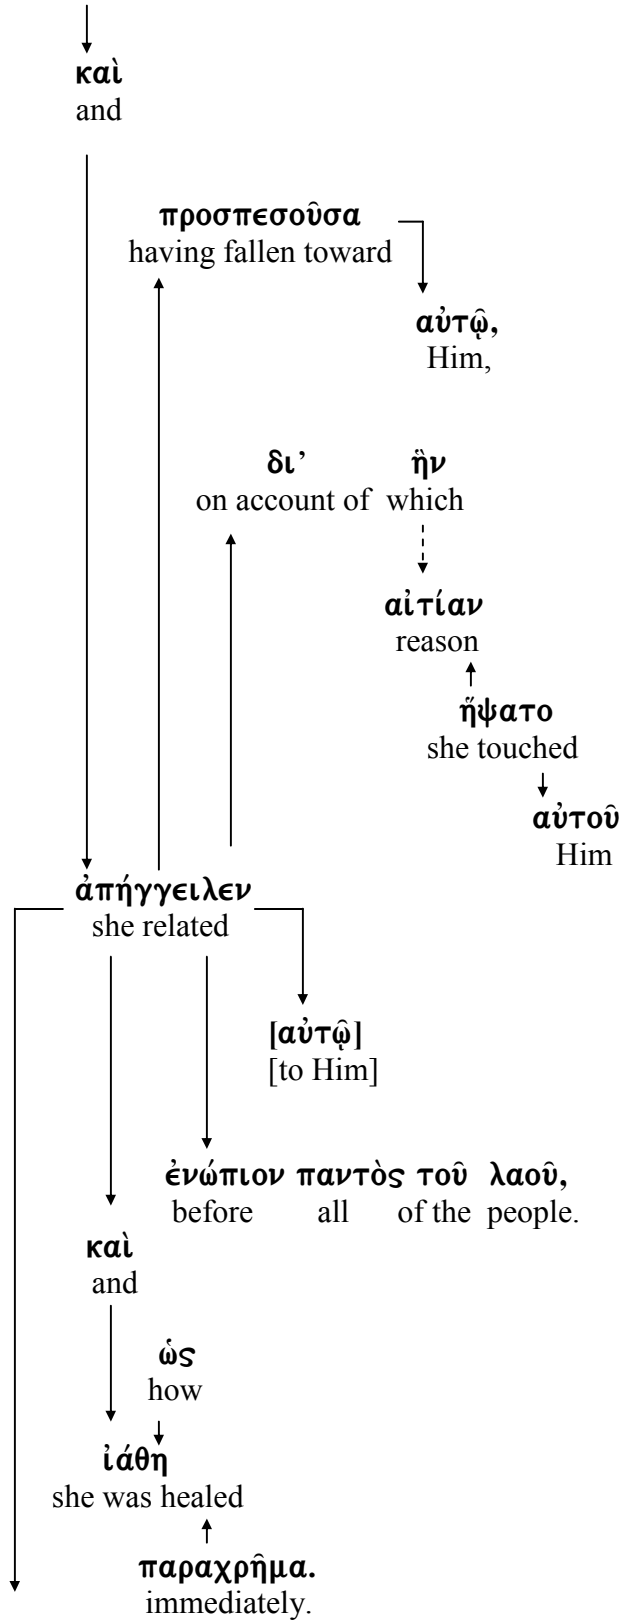 καὶ
and
προσπεσοῦσα
having fallen toward
αὐτῷ,
Him,
δι’ ἣν
on account of which
αἰτίαν
reason
ἥψατο
she touched
αὐτοῦ
Him
ἀπήγγειλεν
she related
[αὐτῷ]
[to Him]
ἐνώπιον παντὸς τοῦ λαοῦ,
before all of the people.
καὶ
and
ὡς
how
ἰάθη
she was healed
παραχρῆμα.
immediately.